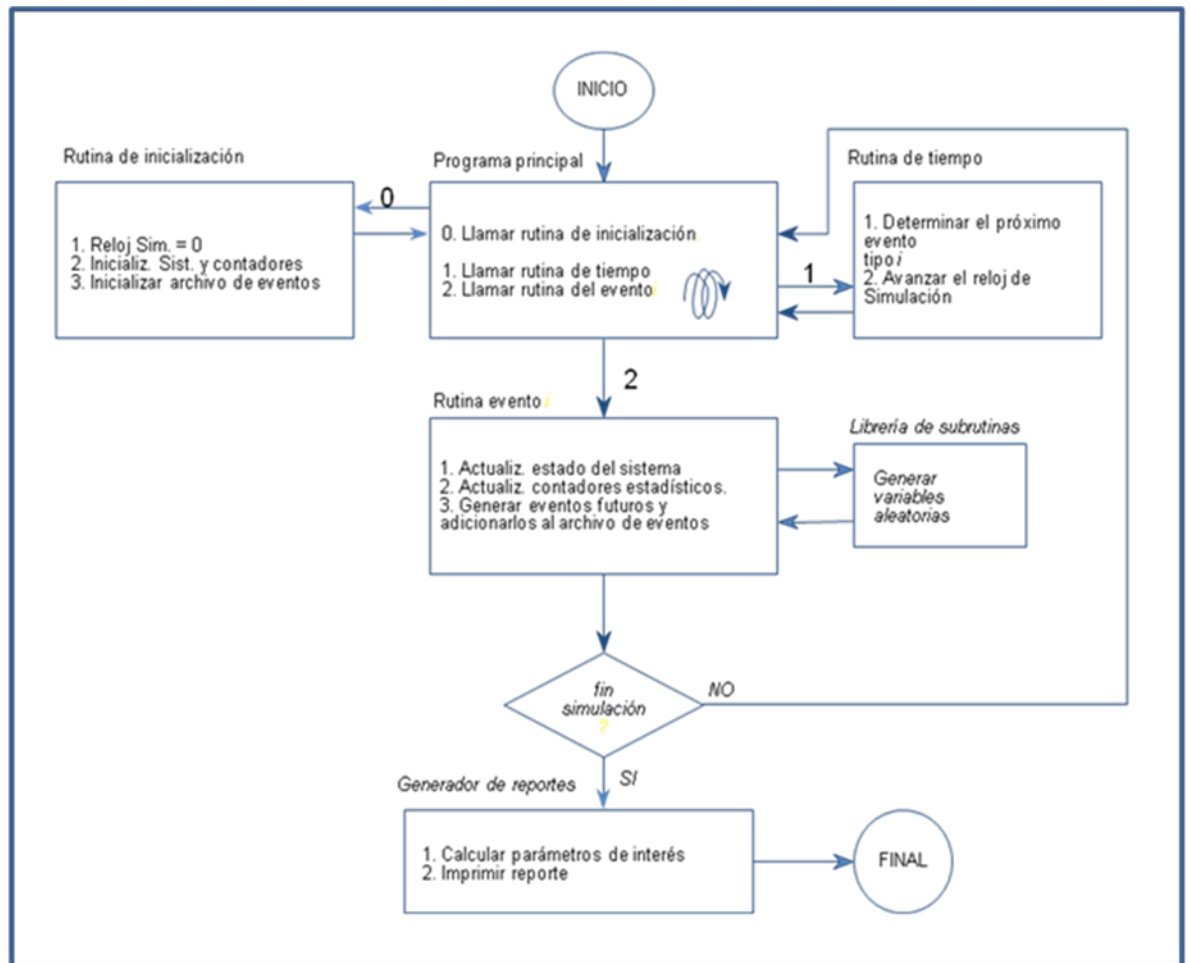 INICIO
Rutina de inicialización
Programa principal
Rutina de tiempo
0
1. Reloj Sim. = 0
2. Inicializ. Sist. y contadores
3. Inicializar archivo de eventos
0. Llamar rutina de inicialización
1. Llamar rutina de tiempo
2. Llamar rutina del evento i
1
1. Determinar el próximo
evento
tipo i
2. Avanzar el reloj de
Simulación
2
Rutina evento i
1. Actualiz. estado del sistema
2. Actualiz. contadores estadísticos.
3. Generar eventos futuros y
adicionarlos al archivo de eventos
Librería de subrutinas
Generar
variables
aleatorias
fin
simulación
?
NO
SI
Generador de reportes
1. Calcular parámetros de interés
2. Imprimir reporte
FINAL